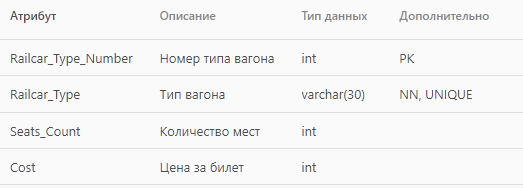 Атрибут Описание Тип данных Дополнительно
Railcar_Type_Number Номер типа вагона int PK
Railcar_Type Тип вагона varchar(30) NN, UNIQUE
Seats_Count Количество мест int
Cost Цена за билет int